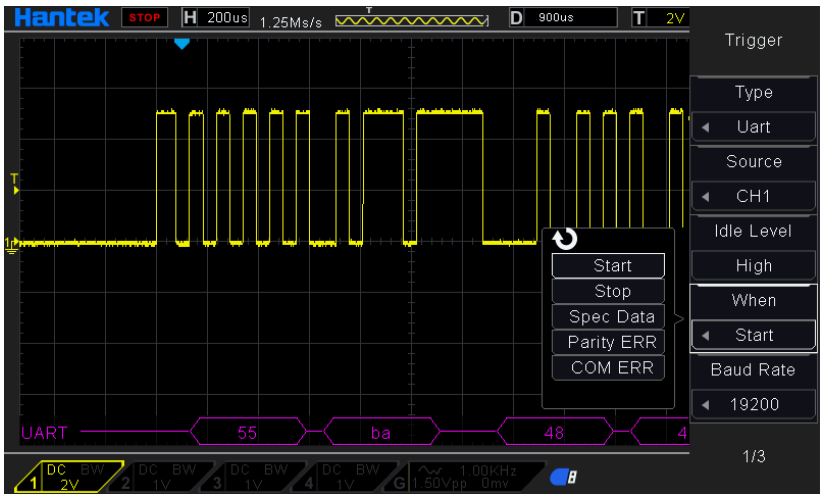 Hantek STOP H 200us 1.25Ms/s T D 900us T 2V
Trigger
Type
Uart
Source
CH1
Idle Level
High
When
Start
Baud Rate
19200
1/3
T
1
Start
Stop
Spec Data
Parity ERR
COM ERR
UART 55 ba 48 4
1 DC BW 2V
2 DC BW 1V
3 DC BW 1V
4 DC BW 1V
G 1.00KHz 1.50Vpp 0mv